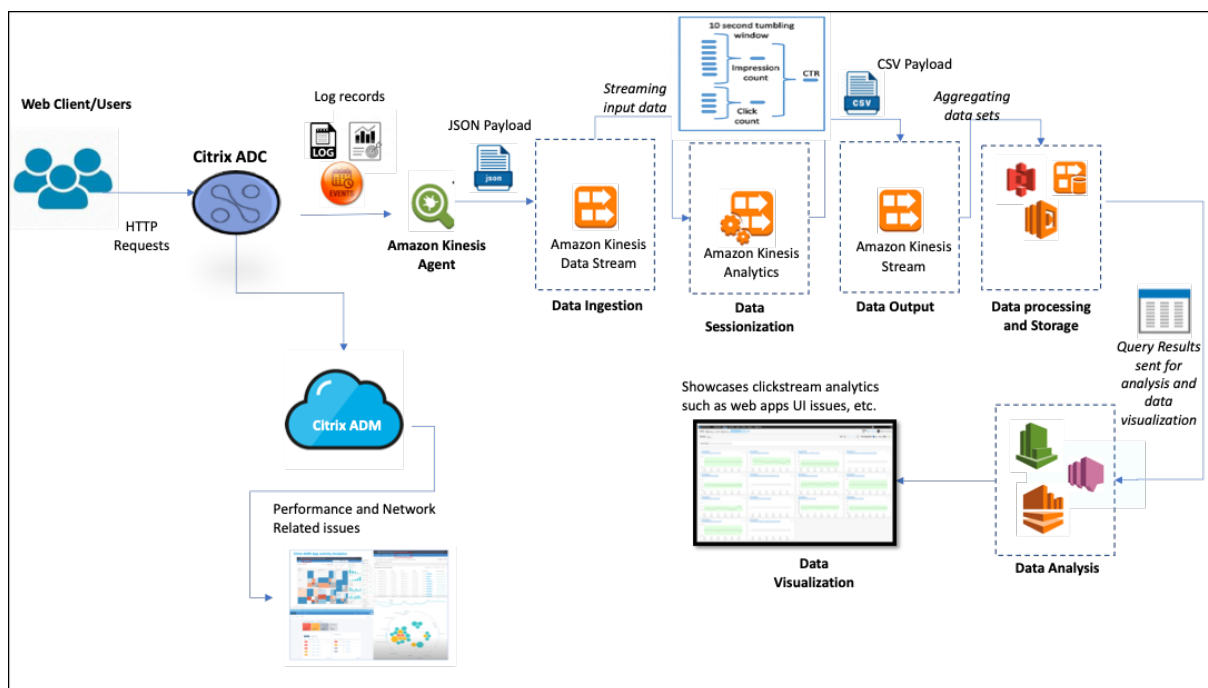 10 second tumbling
window
Impression
count
CTR
Click
count
CSV Payload
CSV
Streaming
input data
Aggregating
data sets
Web Client/Users
Log records
LOG
EVENTS
JSON Payload
json
Citrix ADC
HTTP
Requests
Amazon Kinesis
Agent
Amazon Kinesis
Data Stream
Data Ingestion
Amazon Kinesis
Analytics
Data
Sessionization
Amazon Kinesis
Stream
Data Output
Data processing
and Storage
Query Results
sent for
analysis and
data
visualization
Citrix ADM
Showcases clickstream analytics
such as web apps UI issues, etc.
Data
Visualization
Data Analysis
Performance and Network
Related issues